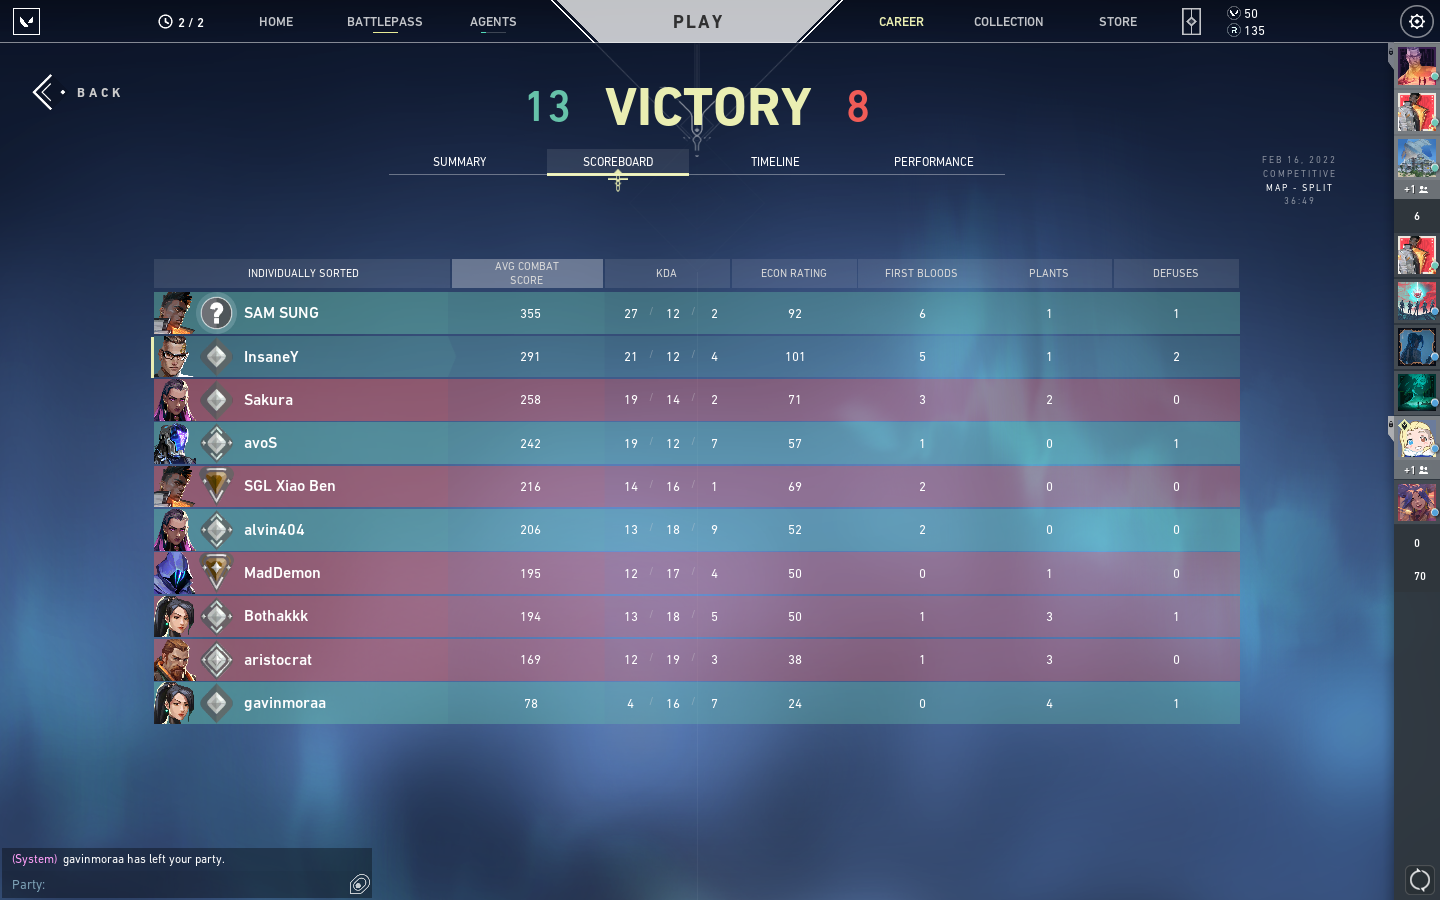 2 / 2 HOME BATTLEPASS AGENTS PLAY CAREER COLLECTION STORE 50
R 135
BACK
13 VICTORY 8
SUMMARY SCOREBOARD TIMELINE PERFORMANCE
FEB 16, 2022
COMPETITIVE
MAP - SPLIT
36:49
+1
6
INDIVIDUALLY SORTED AVG COMBAT SCORE KDA ECON RATING FIRST BLOODS PLANTS DEFUSES
? SAM SUNG 355 27 / 12 / 2 92 6 1 1
InsaneY 291 21 / 12 / 4 101 5 1 2
Sakura 258 19 / 14 / 2 71 3 2 0
avoS 242 19 / 12 / 7 57 1 0 1
SGL Xiao Ben 216 14 / 16 / 1 69 2 0 0
alvin404 206 13 / 18 / 9 52 2 0 0
MadDemon 195 12 / 17 / 4 50 0 1 0
Bothakkk 194 13 / 18 / 5 50 1 3 1
aristocrat 169 12 / 19 / 3 38 1 3 0
gavinmoraa 78 4 / 16 / 7 24 0 4 1
+1
0
70
(System) gavinmoraa has left your party.
Party: